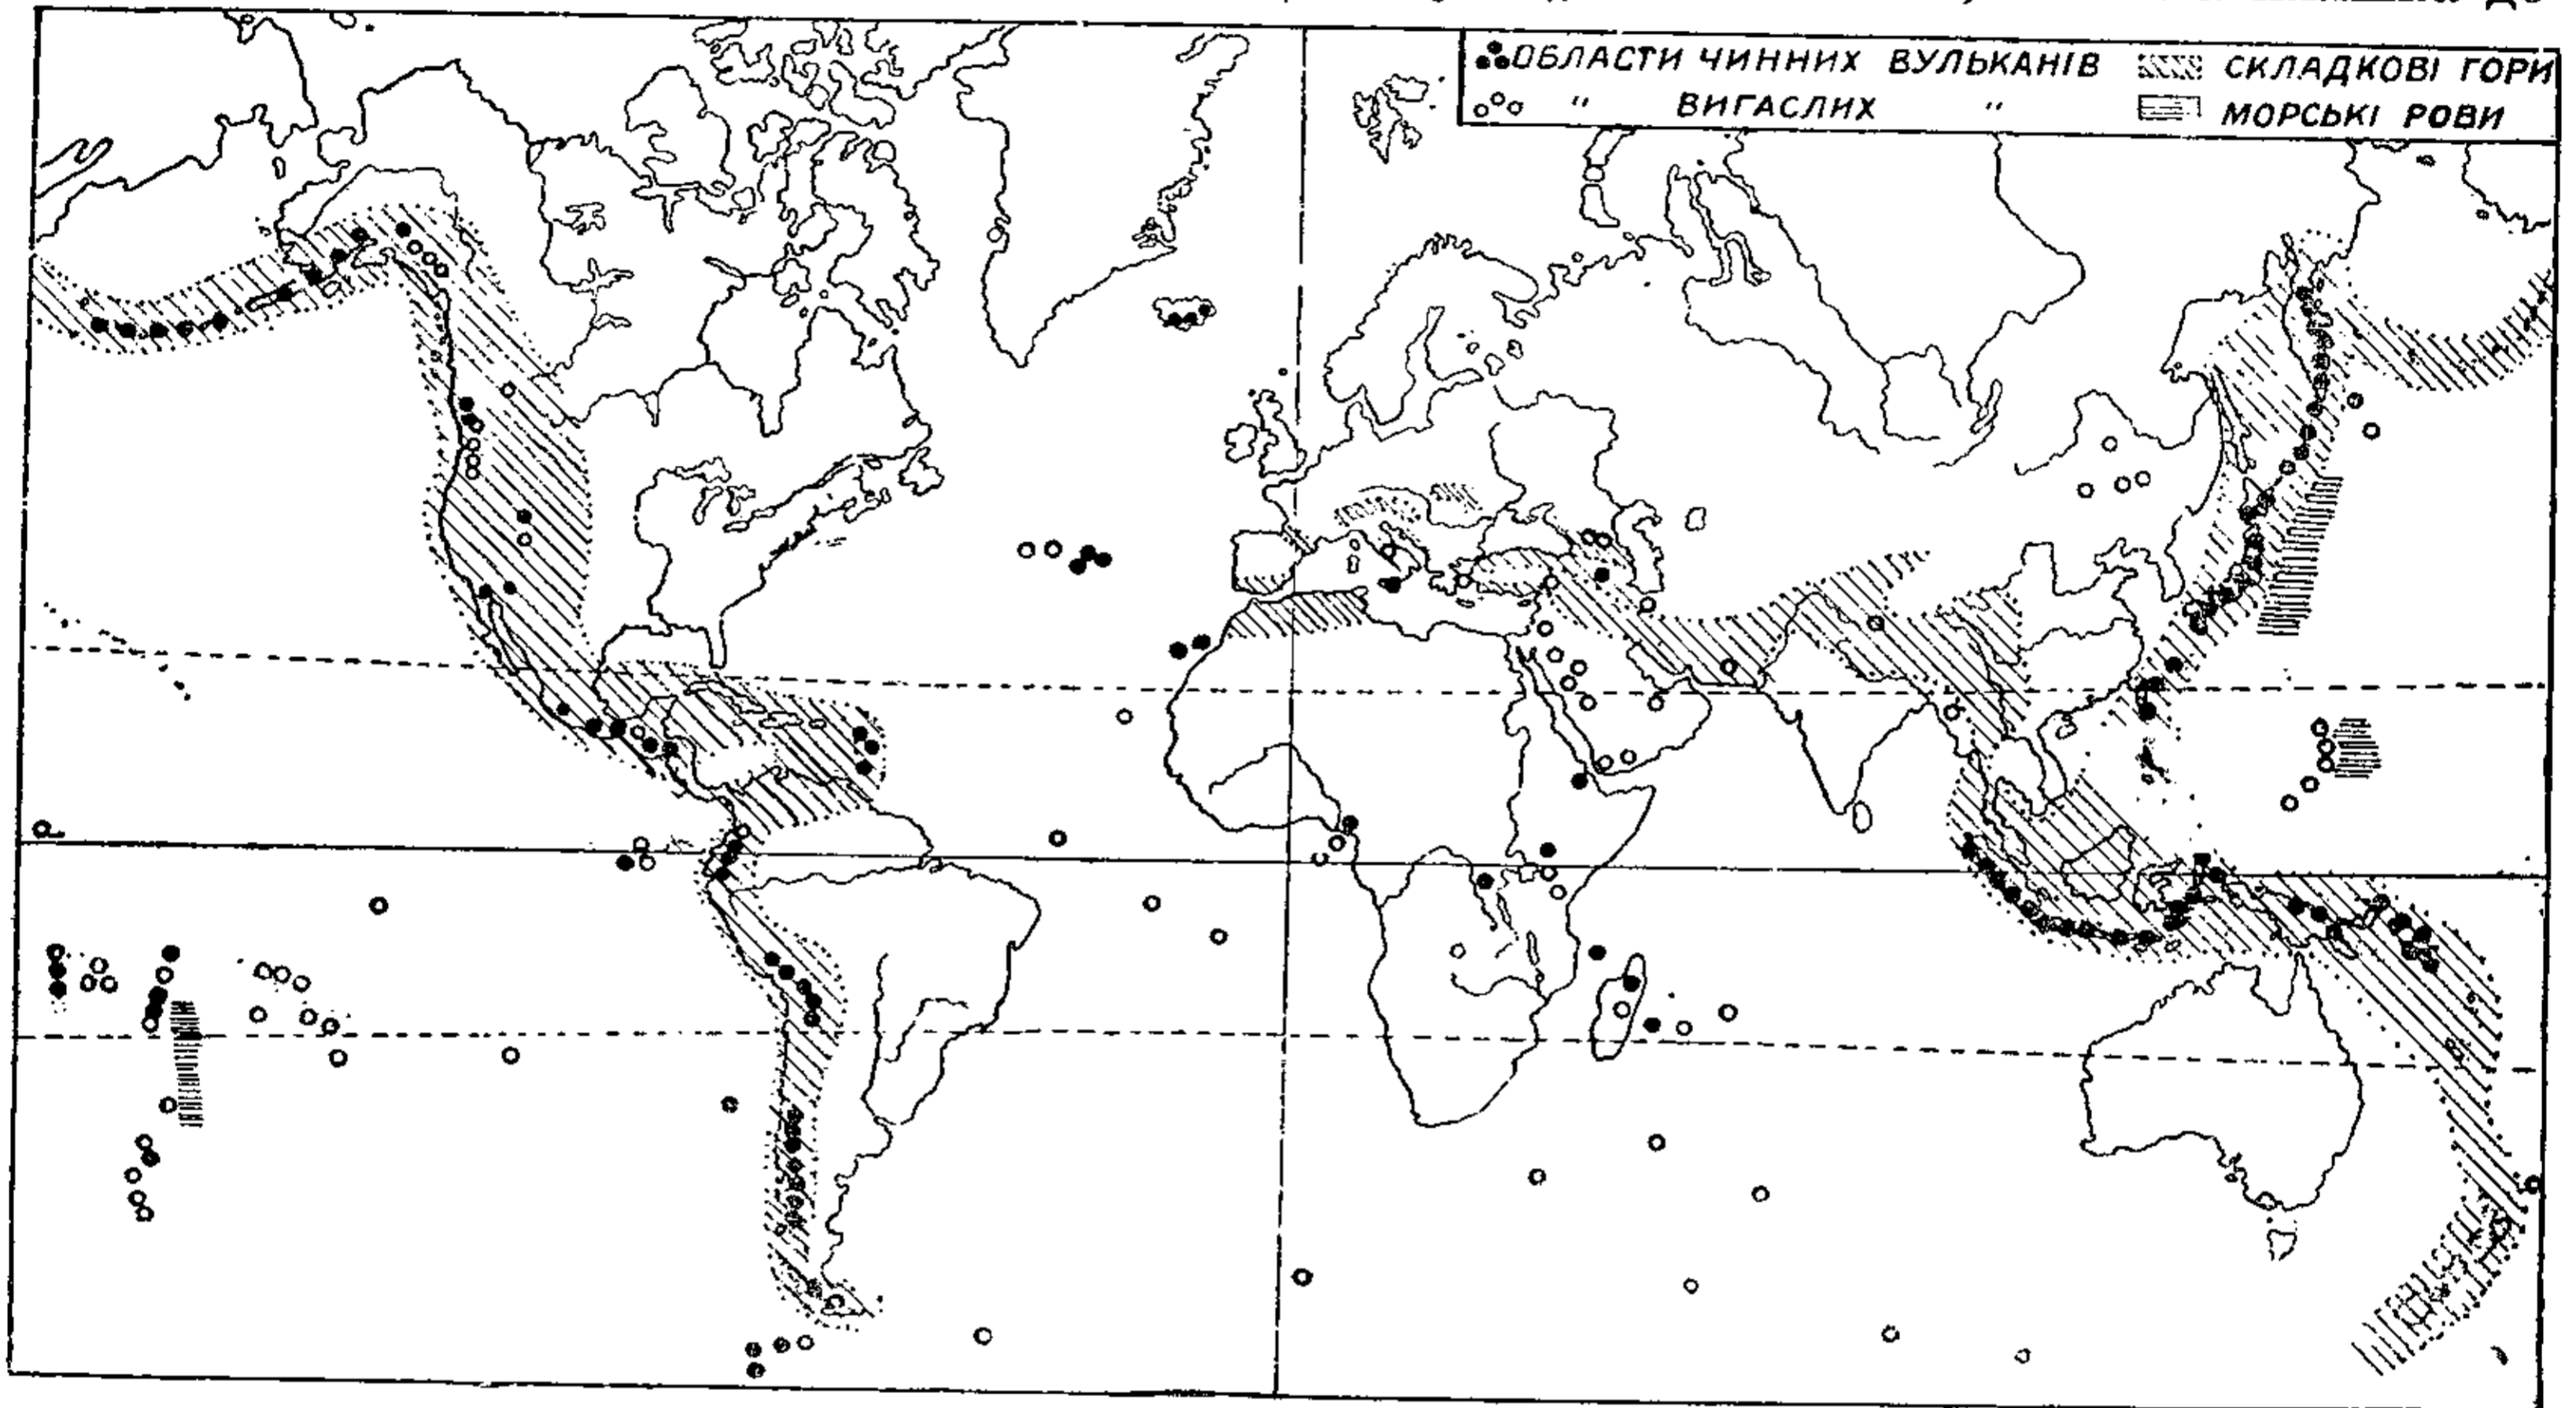 ОБЛАСТИ ЧИННИХ ВУЛЬКАНІВ
" ВИГАСЛИХ "
СКЛАДКОВІ ГОРИ
МОРСЬКІ РОВИ